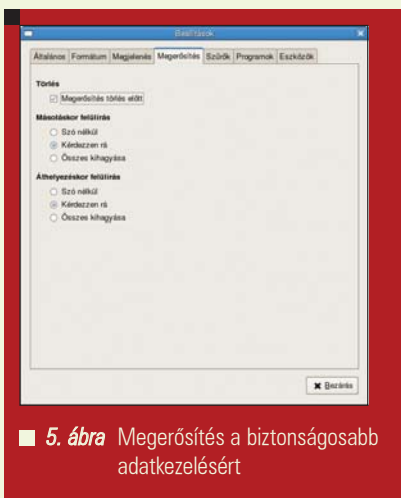 Beállítások
Általános Formátum Megjelenés Megerősítés Szűrők Programok Eszközök
Törlés
Megerősítés törlés előtt
Másoláskor felülírás
Szó nélkül
Kérdezzen rá
Összes kihagyása
Áthelyezéskor felülírás
Szó nélkül
Kérdezzen rá
Összes kihagyása
Bezárás
5. ábra Megerősítés a biztonságosabb
adatkezelésért